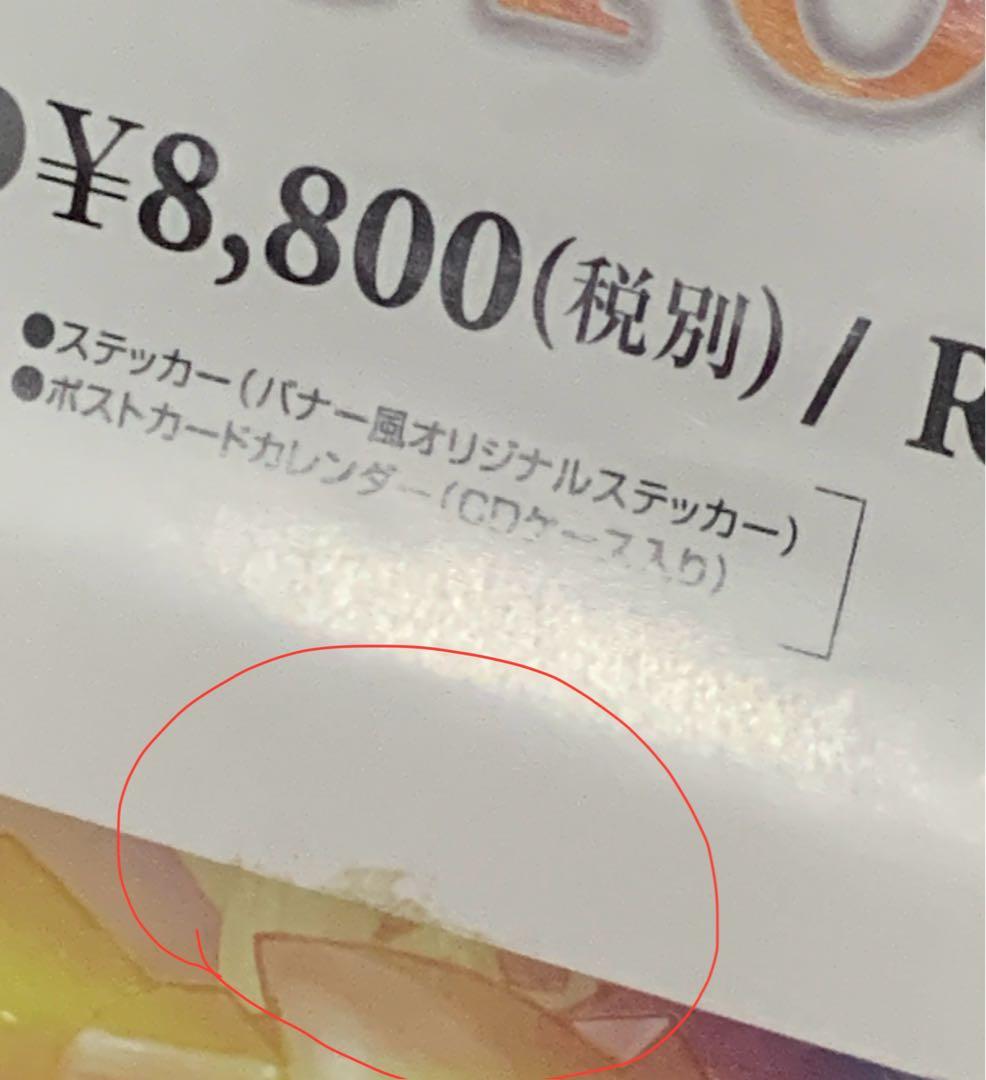 ¥8,800(税別) / R
●ステッカー(バナー風オリジナルステッカー)
●ポストカードカレンダー(CDケース入り)